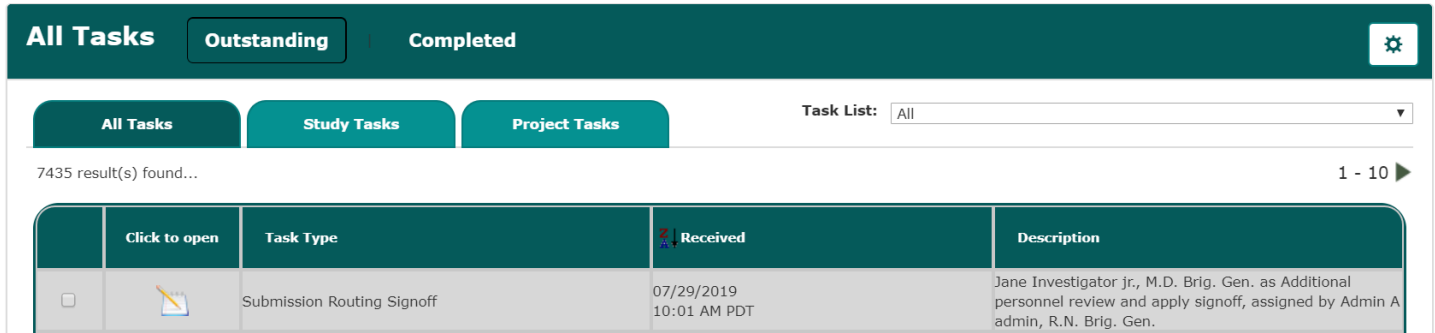 All Tasks Outstanding | Completed
All Tasks Study Tasks Project Tasks Task List: All
7435 result(s) found... 1 - 10
Click to open Task Type Received Description
Submission Routing Signoff
07/29/2019
10:01 AM PDT
Jane Investigator jr., M.D. Brig. Gen. as Additional
personnel review and apply signoff, assigned by Admin A
admin, R.N. Brig. Gen.